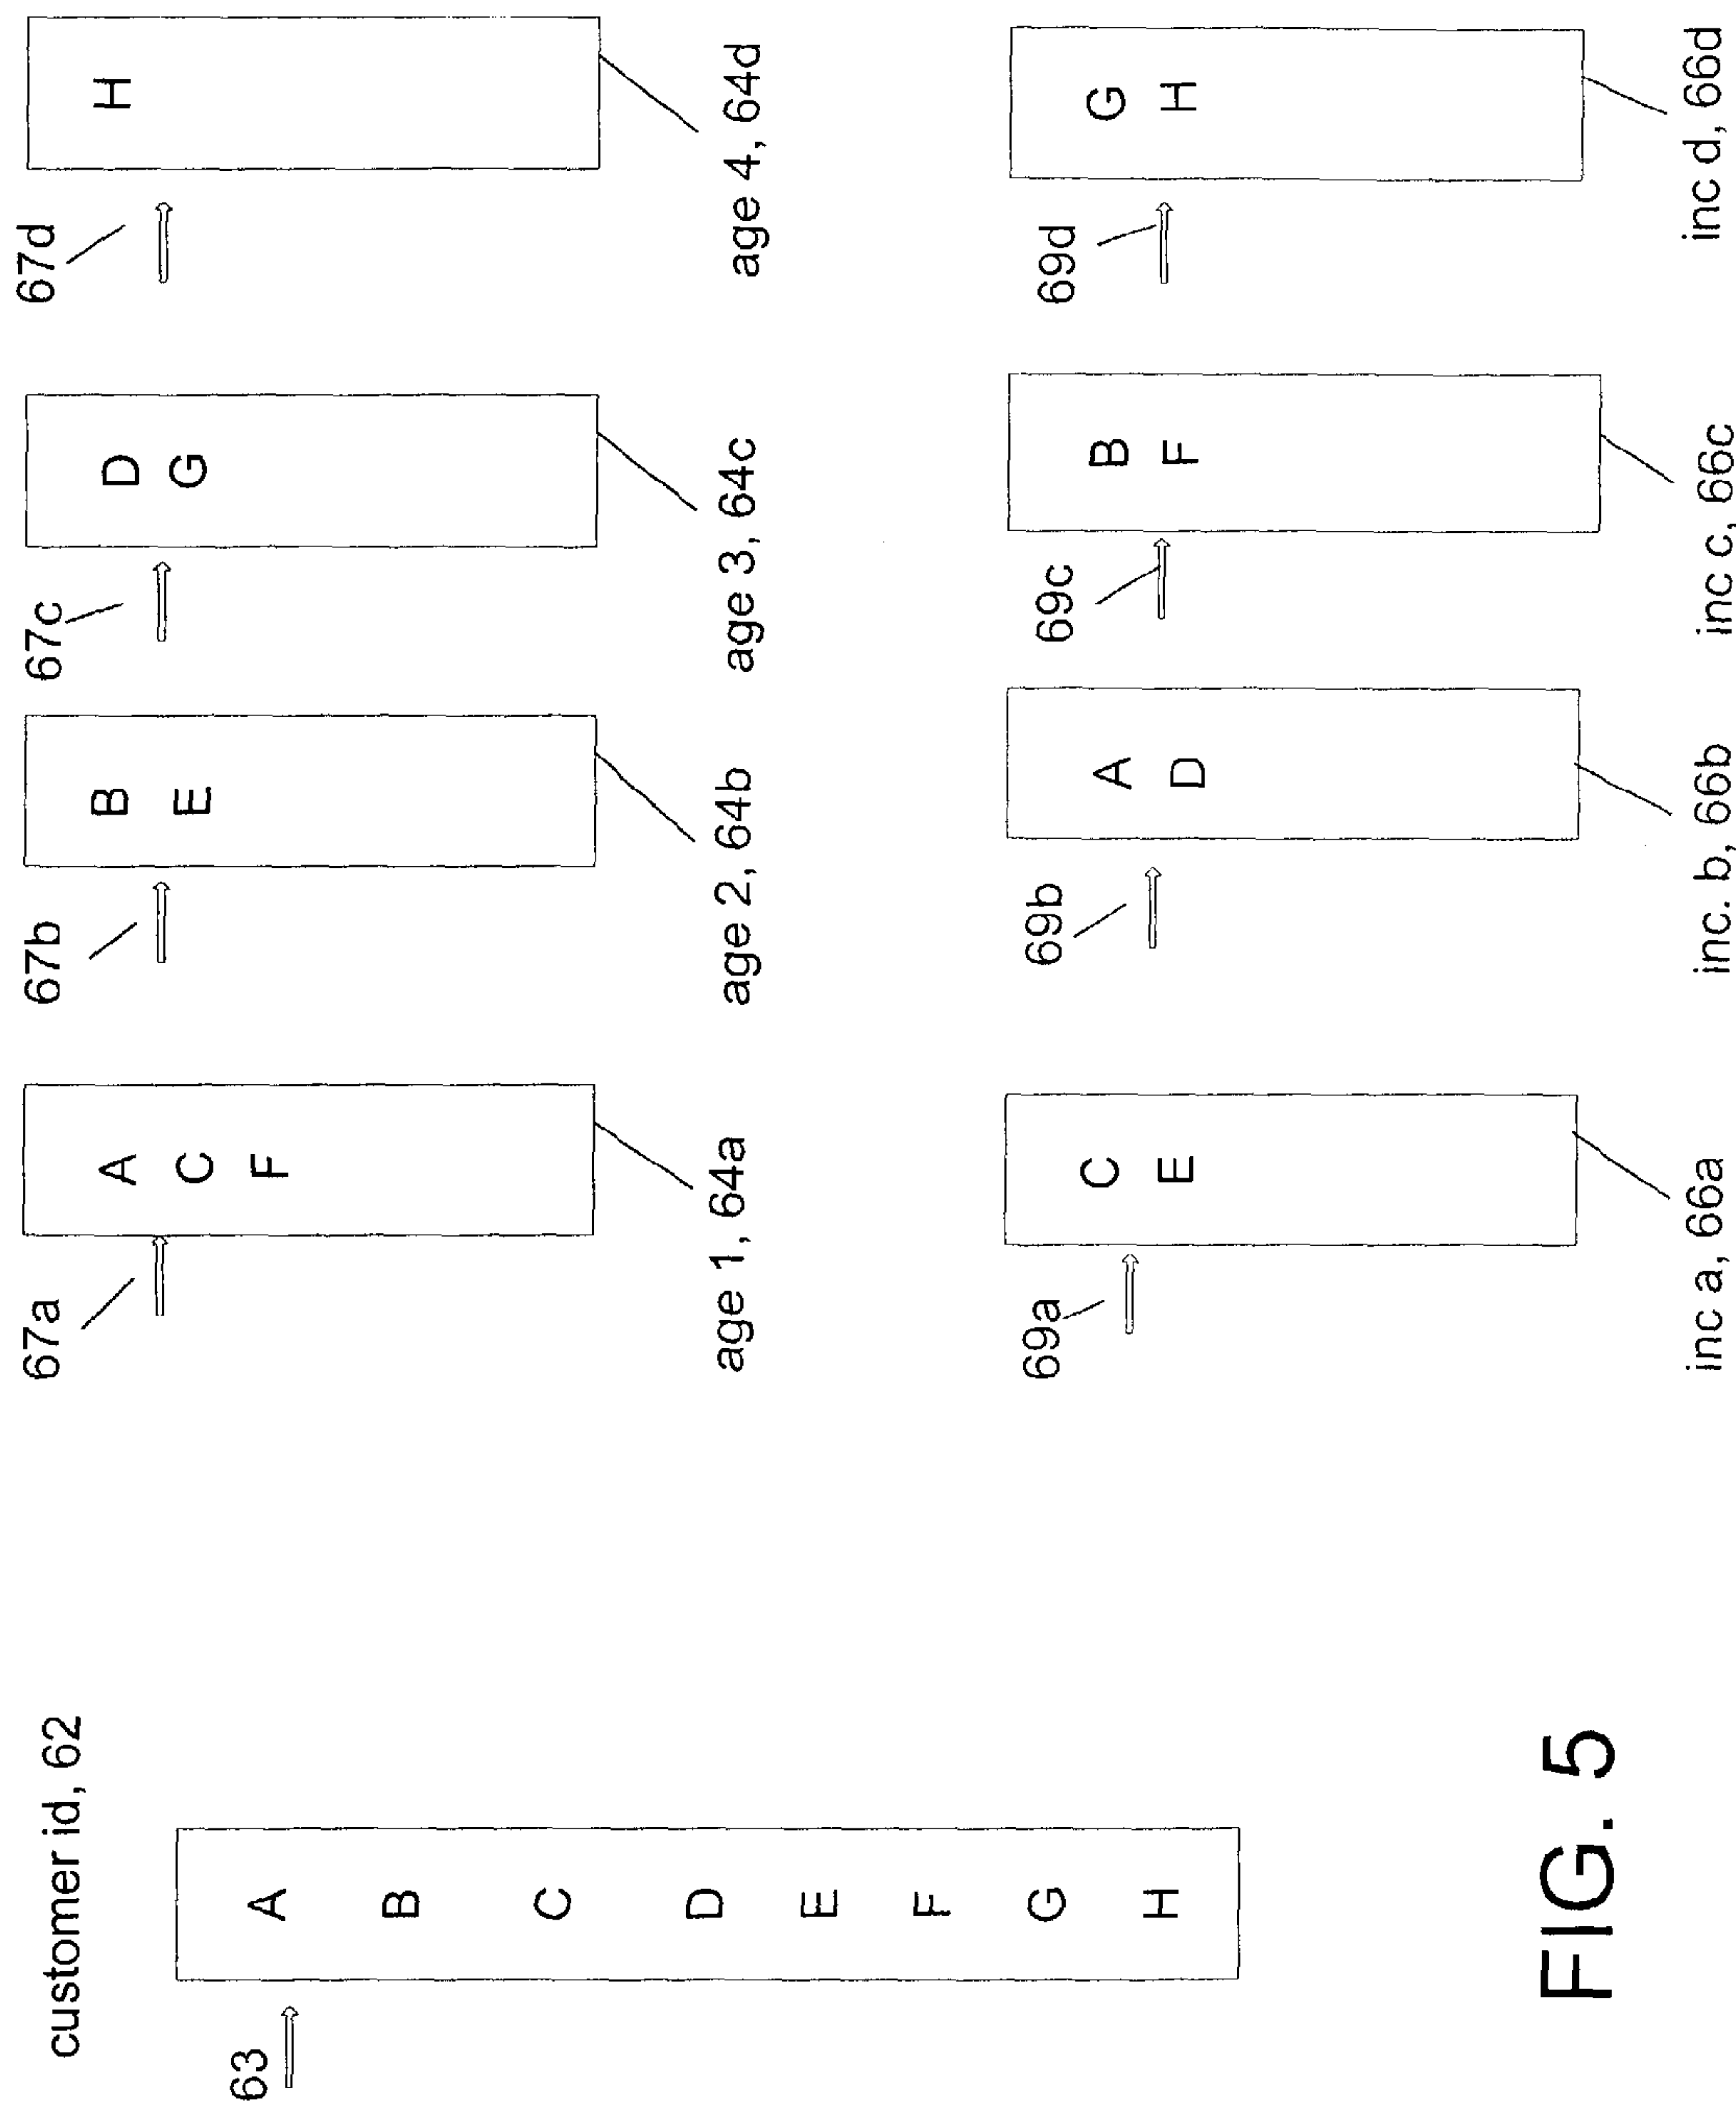 customer id, 62
63
A
B
C
D
E
F
G
H
67a
A
C
F
age 1, 64a
67b
B
E
age 2, 64b
67c
D
G
age 3, 64c
67d
H
age 4, 64d
69a
C
E
inc a, 66a
69b
A
D
inc. b, 66b
69c
B
F
inc c, 66c
69d
G
H
inc d, 66d
FIG. 5